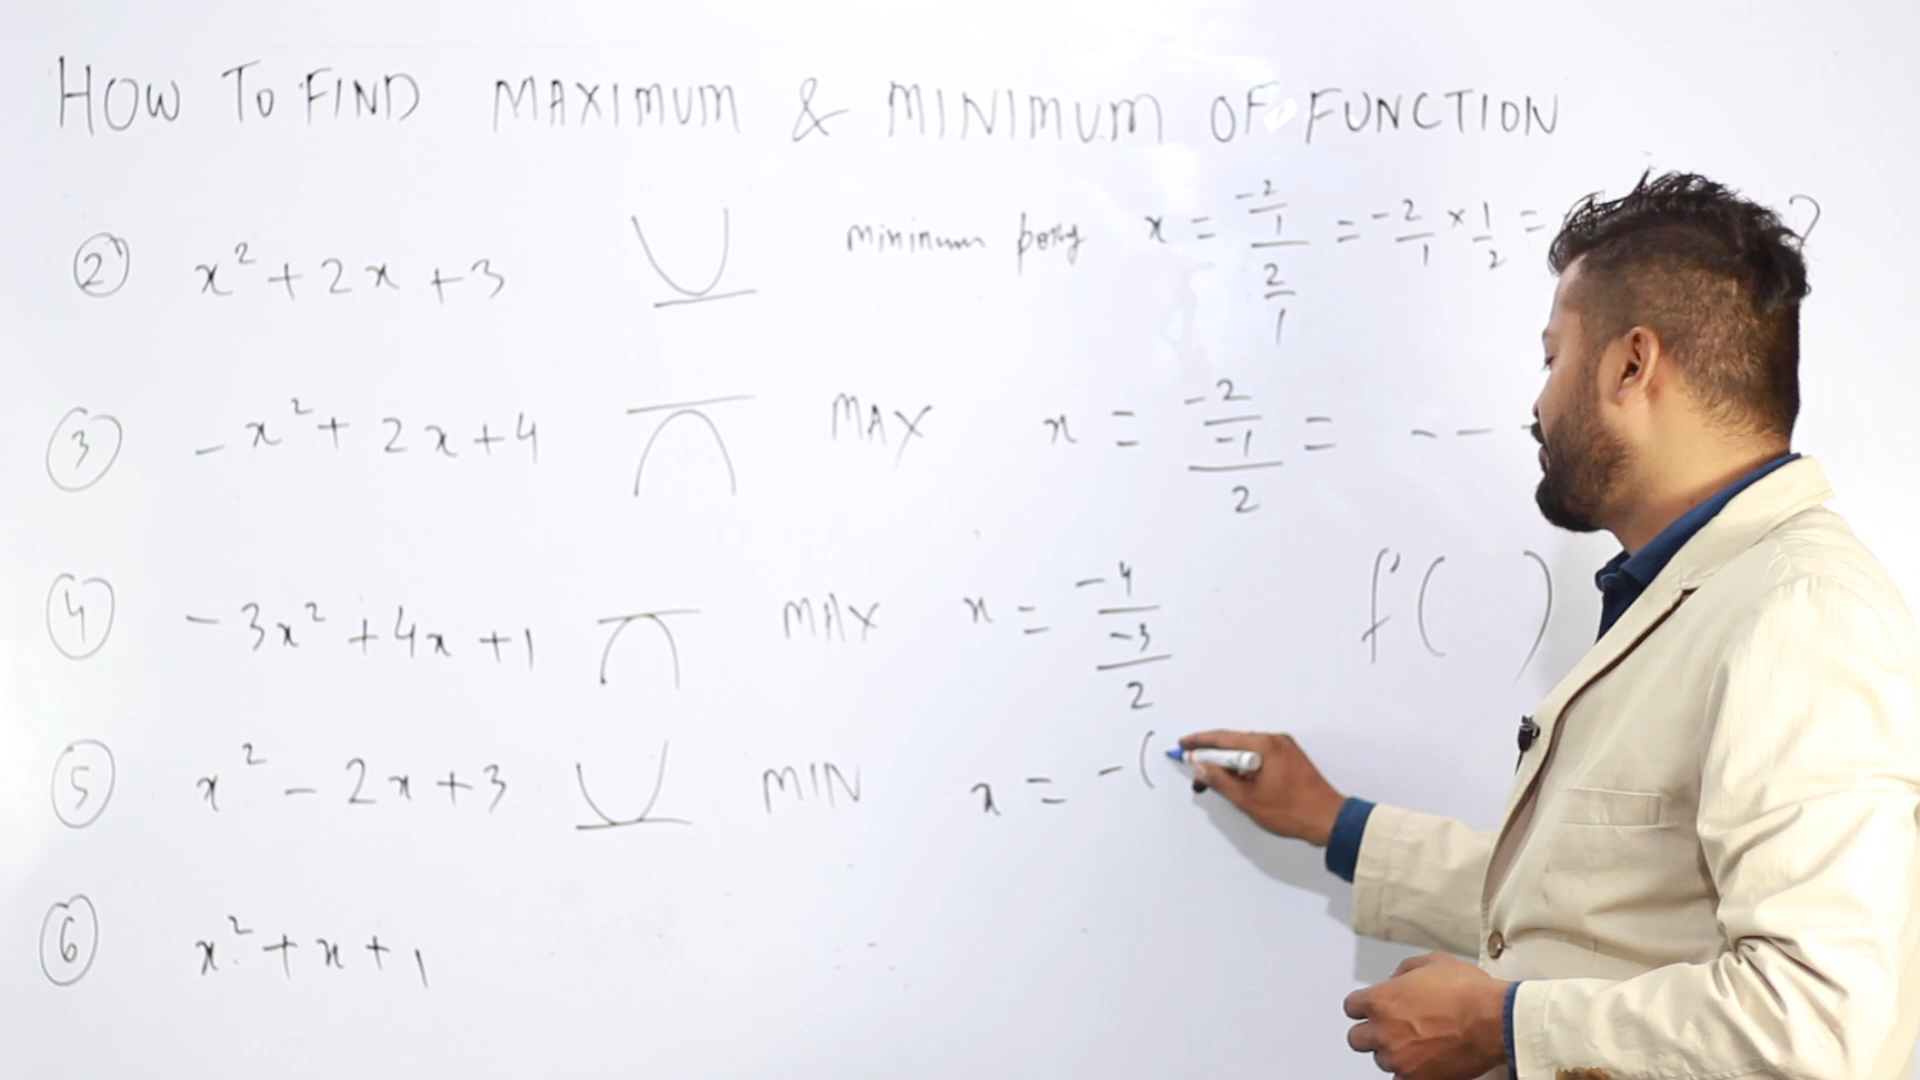 HOW TO FIND MAXIMUM & MINIMUM OF FUNCTION
② x² + 2x + 3 minimum x = -2/1 / 2/1 = -2/1 × 1/2 =
③ -x² + 2x + 4 MAX x = -2 / -1 / 2 = - -
④ -3x² + 4x + 1 MAX x = -4 / -3 / 2 f'( )
⑤ x² - 2x + 3 MIN x = -(
⑥ x² + x + 1